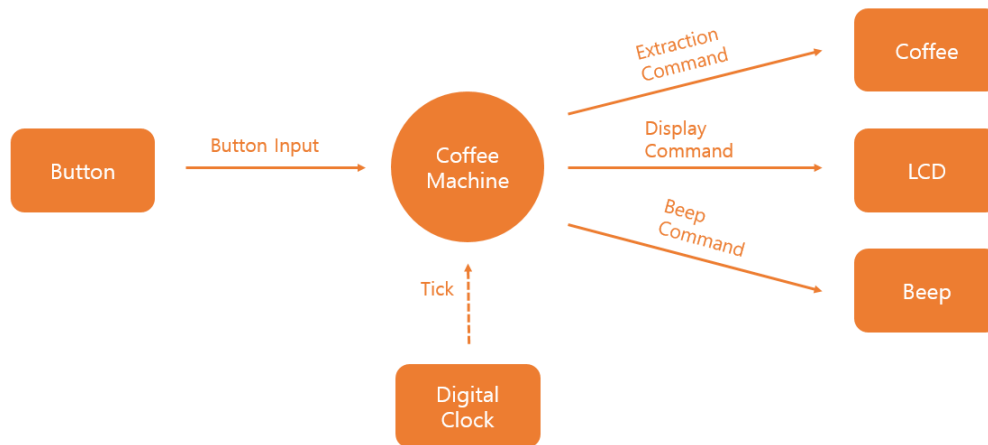 Extraction
Command
Coffee
Button Input
Display
Command
Button
Coffee
Machine
LCD
Beep
Command
Tick
Beep
Digital
Clock